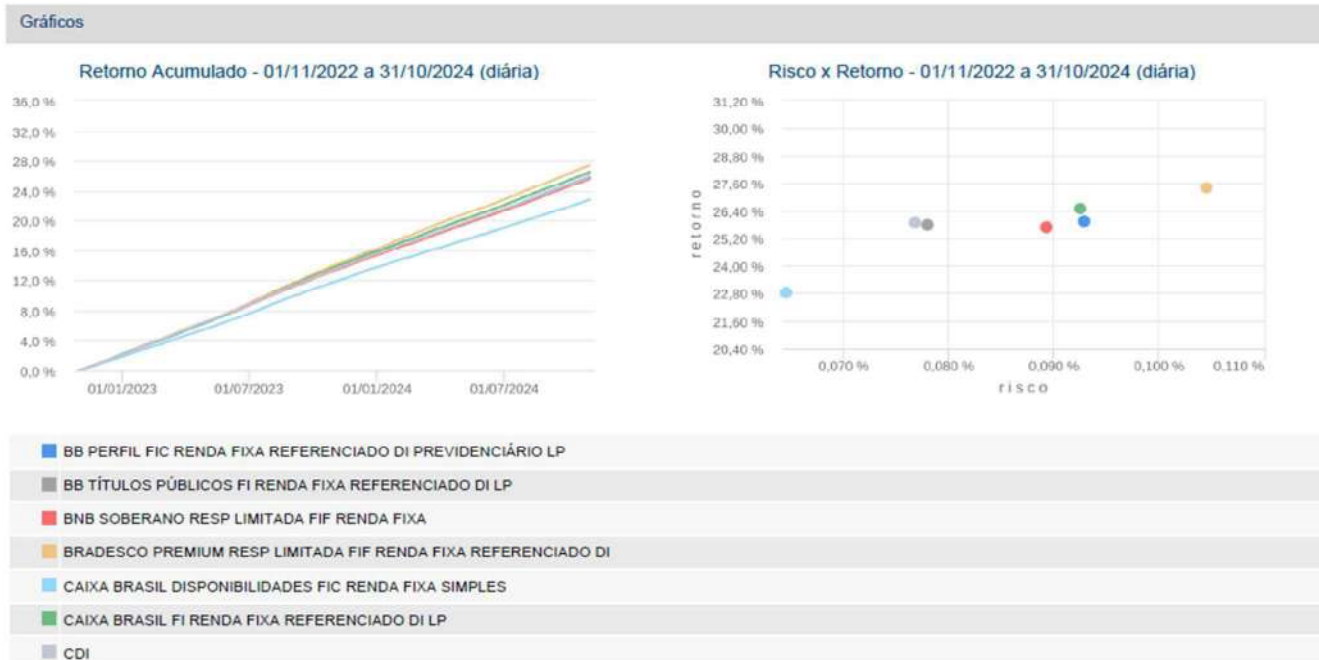 Gráficos
Retorno Acumulado - 01/11/2022 a 31/10/2024 (diária)
36,0 %
32,0 %
28,0 %
24,0 %
20,0 %
16,0 %
12,0 %
8,0 %
4,0 %
0,0 %
01/01/2023 01/07/2023 01/01/2024 01/07/2024
Risco x Retorno - 01/11/2022 a 31/10/2024 (diária)
retorno
31,20 %
30,00 %
28,80 %
27,60 %
26,40 %
25,20 %
24,00 %
22,80 %
21,60 %
20,40 %
0,070 % 0,080 % 0,090 % 0,100 % 0,110 %
risco
BB PERFIL FIC RENDA FIXA REFERENCIADO DI PREVIDENCIÁRIO LP
BB TÍTULOS PÚBLICOS FI RENDA FIXA REFERENCIADO DI LP
BNB SOBERANO RESP LIMITADA FIF RENDA FIXA
BRADESCO PREMIUM RESP LIMITADA FIF RENDA FIXA REFERENCIADO DI
CAIXA BRASIL DISPONIBILIDADES FIC RENDA FIXA SIMPLES
CAIXA BRASIL FI RENDA FIXA REFERENCIADO DI LP
CDI